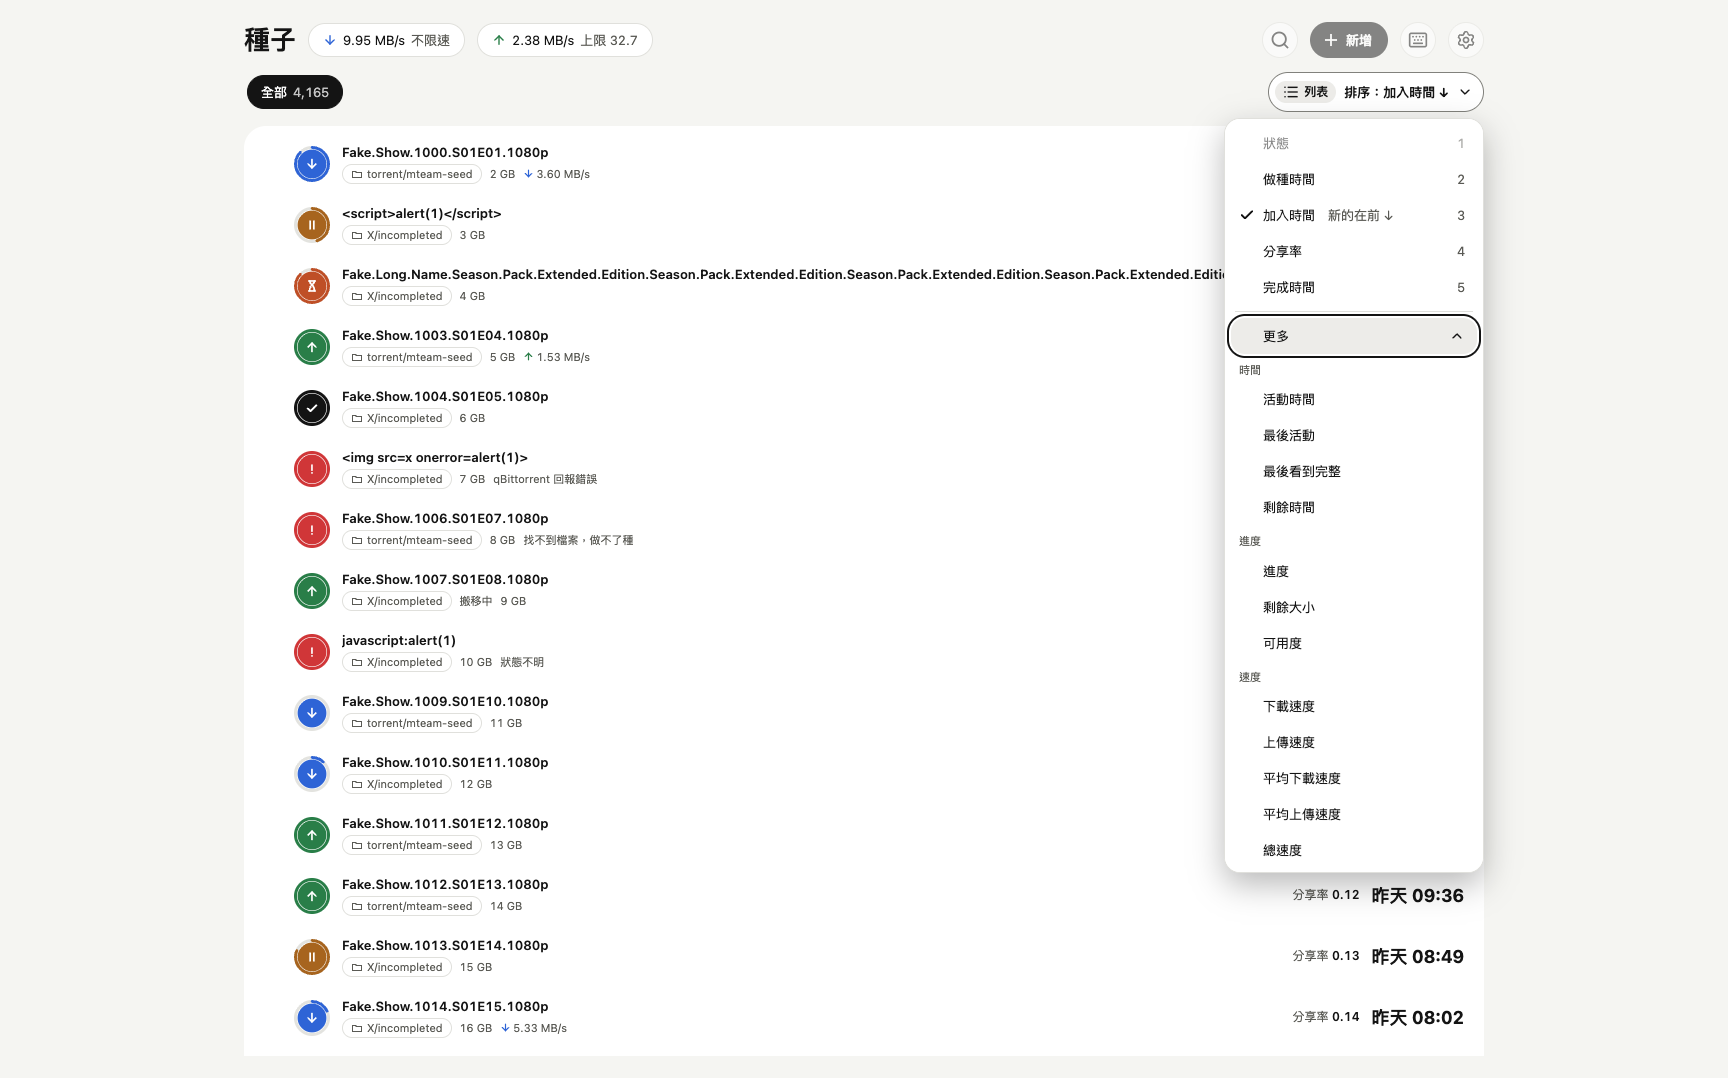 種子 9.95 MB/s 不限速 2.38 MB/s 上限 32.7 新增
全部 4,165 列表 排序：加入時間
Fake.Show.1000.S01E01.1080p
torrent/mteam-seed 2 GB 3.60 MB/s
<script>alert(1)</script>
X/incompleted 3 GB
Fake.Long.Name.Season.Pack.Extended.Edition.Season.Pack.Extended.Edition.Season.Pack.Extended.Edition.Season.Pack.Extended.Editi
X/incompleted 4 GB
Fake.Show.1003.S01E04.1080p
torrent/mteam-seed 5 GB 1.53 MB/s
Fake.Show.1004.S01E05.1080p
X/incompleted 6 GB
<img src=x onerror=alert(1)>
X/incompleted 7 GB qBittorrent 回報錯誤
Fake.Show.1006.S01E07.1080p
torrent/mteam-seed 8 GB 找不到檔案，做不了種
Fake.Show.1007.S01E08.1080p
X/incompleted 搬移中 9 GB
javascript:alert(1)
X/incompleted 10 GB 狀態不明
Fake.Show.1009.S01E10.1080p
torrent/mteam-seed 11 GB
Fake.Show.1010.S01E11.1080p
X/incompleted 12 GB
Fake.Show.1011.S01E12.1080p
torrent/mteam-seed 13 GB
Fake.Show.1012.S01E13.1080p
torrent/mteam-seed 14 GB
分享率 0.12 昨天 09:36
Fake.Show.1013.S01E14.1080p
X/incompleted 15 GB
分享率 0.13 昨天 08:49
Fake.Show.1014.S01E15.1080p
X/incompleted 16 GB 5.33 MB/s
分享率 0.14 昨天 08:02
狀態 1
做種時間 2
加入時間 新的在前 3
分享率 4
完成時間 5
更多
時間
活動時間
最後活動
最後看到完整
剩餘時間
進度
進度
剩餘大小
可用度
速度
下載速度
上傳速度
平均下載速度
平均上傳速度
總速度